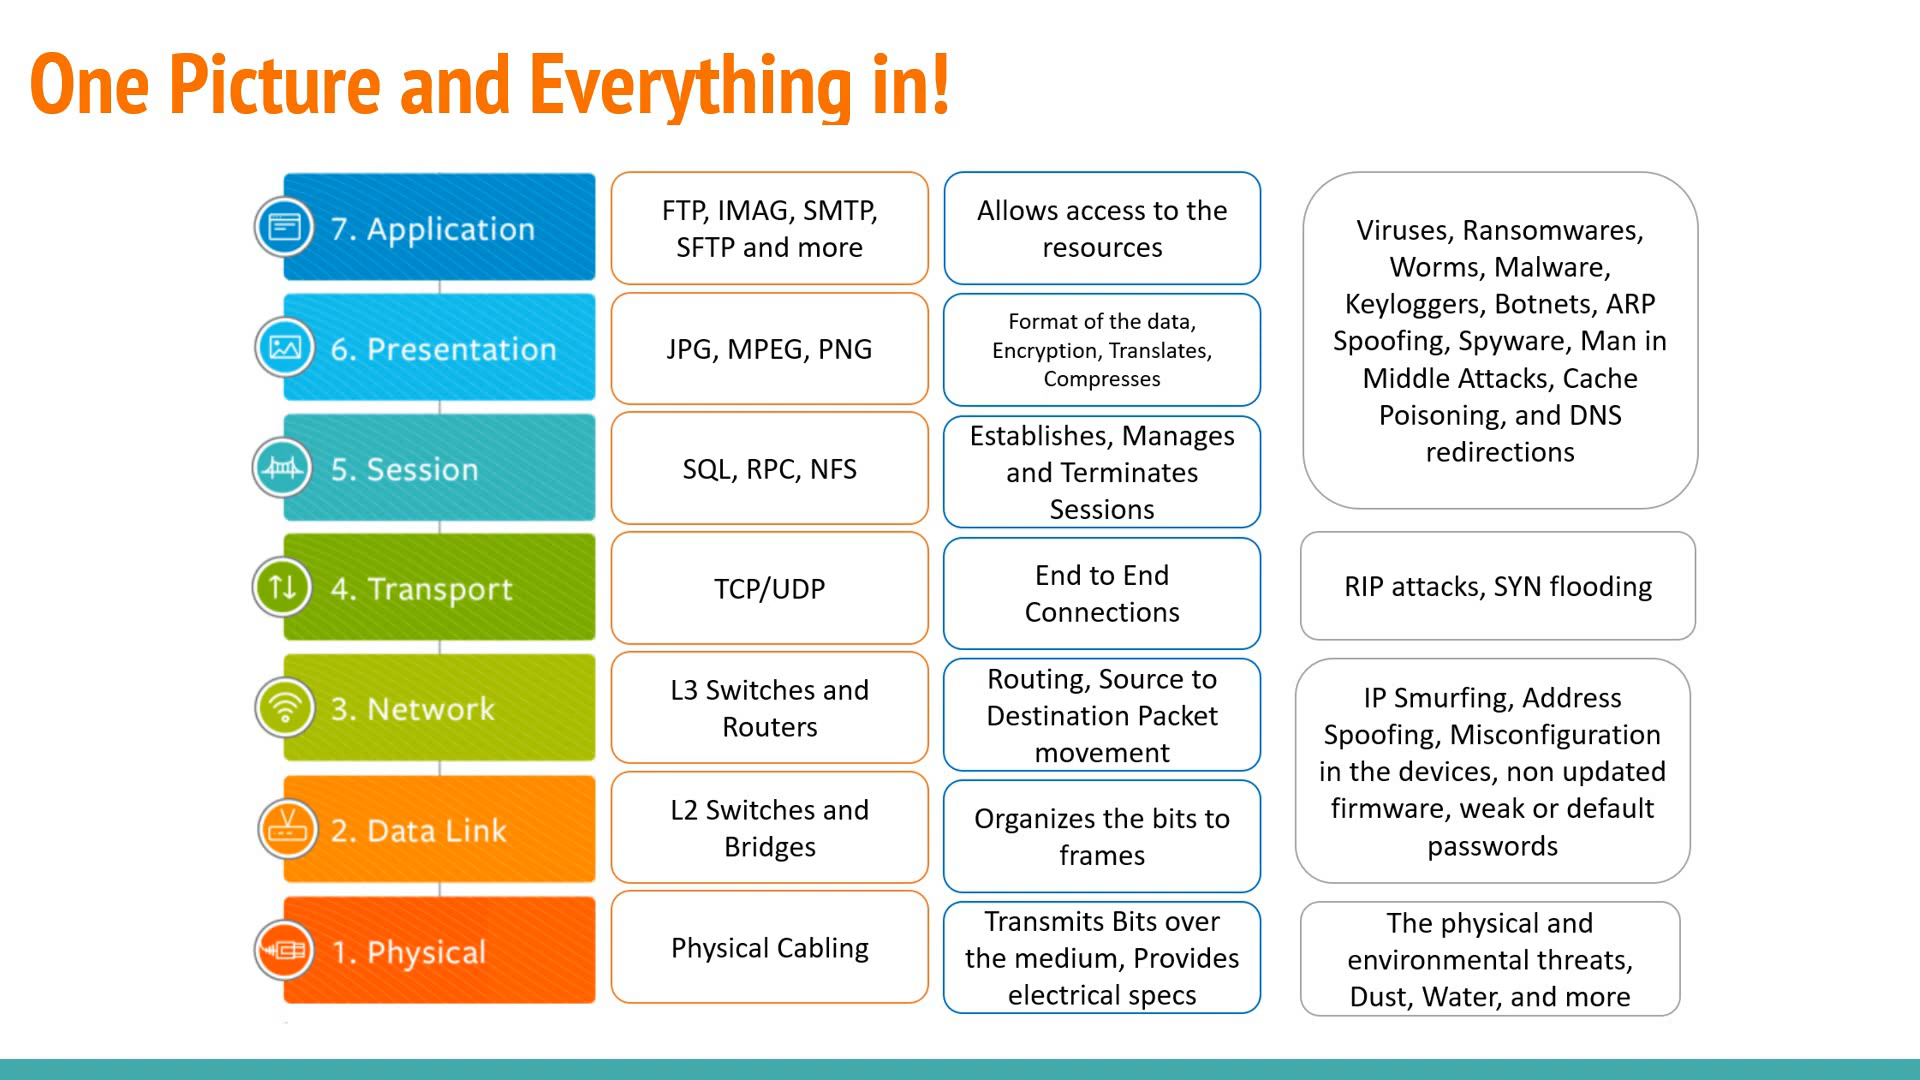 One Picture and Everything in!
7. Application
FTP, IMAG, SMTP,
SFTP and more
Allows access to the
resources
Viruses, Ransomwares,
Worms, Malware,
Keyloggers, Botnets, ARP
Spoofing, Spyware, Man in
Middle Attacks, Cache
Poisoning, and DNS
redirections
6. Presentation
JPG, MPEG, PNG
Format of the data,
Encryption, Translates,
Compresses
5. Session
SQL, RPC, NFS
Establishes, Manages
and Terminates
Sessions
4. Transport
TCP/UDP
End to End
Connections
RIP attacks, SYN flooding
3. Network
L3 Switches and
Routers
Routing, Source to
Destination Packet
movement
IP Smurfing, Address
Spoofing, Misconfiguration
in the devices, non updated
firmware, weak or default
passwords
2. Data Link
L2 Switches and
Bridges
Organizes the bits to
frames
1. Physical
Physical Cabling
Transmits Bits over
the medium, Provides
electrical specs
The physical and
environmental threats,
Dust, Water, and more